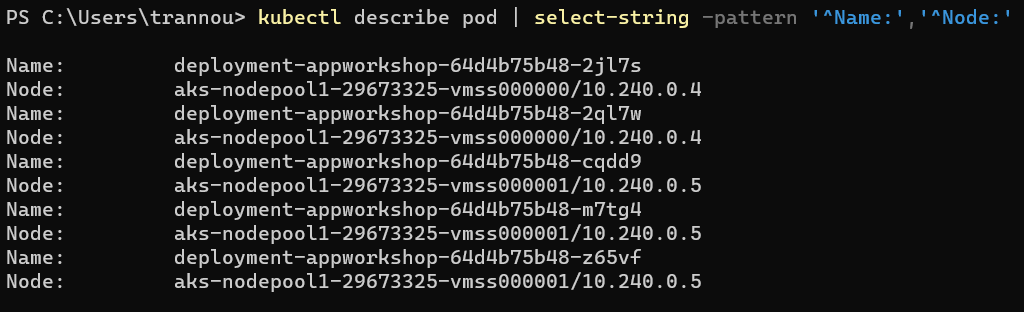 PS C:\Users\trannou> kubectl describe pod | select-string -pattern '^Name:','^Node:'
Name:         deployment-appworkshop-64d4b75b48-2jl7s
Node:         aks-nodepool1-29673325-vmss000000/10.240.0.4
Name:         deployment-appworkshop-64d4b75b48-2ql7w
Node:         aks-nodepool1-29673325-vmss000000/10.240.0.4
Name:         deployment-appworkshop-64d4b75b48-cqdd9
Node:         aks-nodepool1-29673325-vmss000001/10.240.0.5
Name:         deployment-appworkshop-64d4b75b48-m7tg4
Node:         aks-nodepool1-29673325-vmss000001/10.240.0.5
Name:         deployment-appworkshop-64d4b75b48-z65vf
Node:         aks-nodepool1-29673325-vmss000001/10.240.0.5